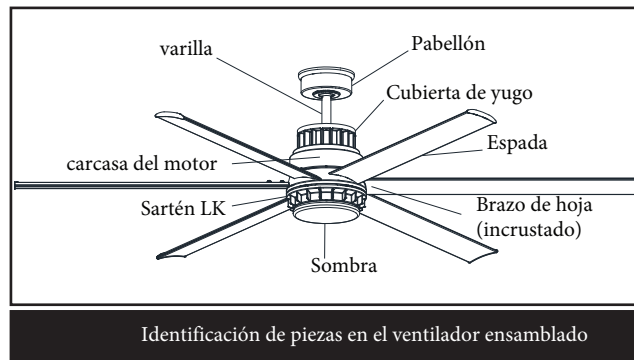 varilla
Pabellón
Cubierta de yugo
Espada
carcasa del motor
Sartén LK
Brazo de hoja
(incrustado)
Sombra
Identificación de piezas en el ventilador ensamblado